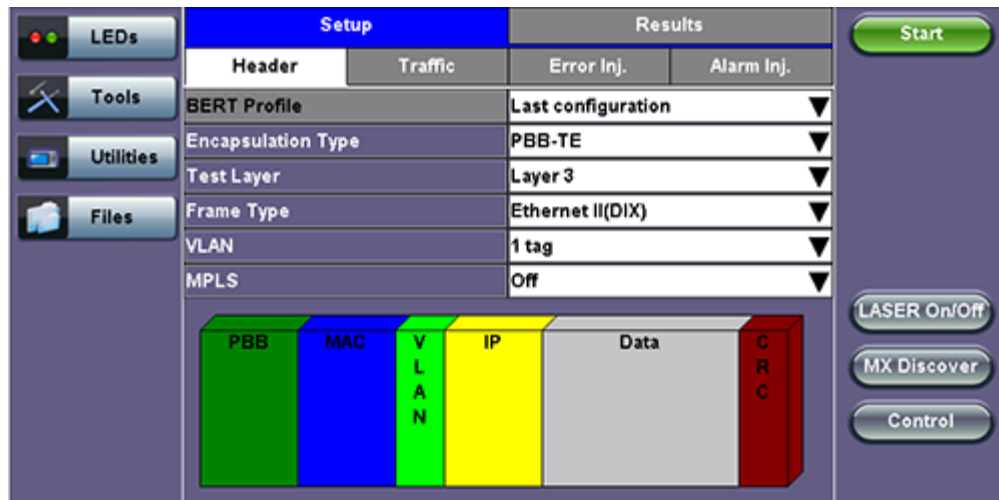 LEDs
Tools
Utilities
Files
Setup
Results
Header
Traffic
Error Inj.
Alarm Inj.
BERT Profile
Last configuration
Encapsulation Type
PBB-TE
Test Layer
Layer 3
Frame Type
Ethernet II(DIX)
VLAN
1 tag
MPLS
Off
PBB
MAC
VLAN
IP
Data
CRC
Start
LASER On/Off
MX Discover
Control